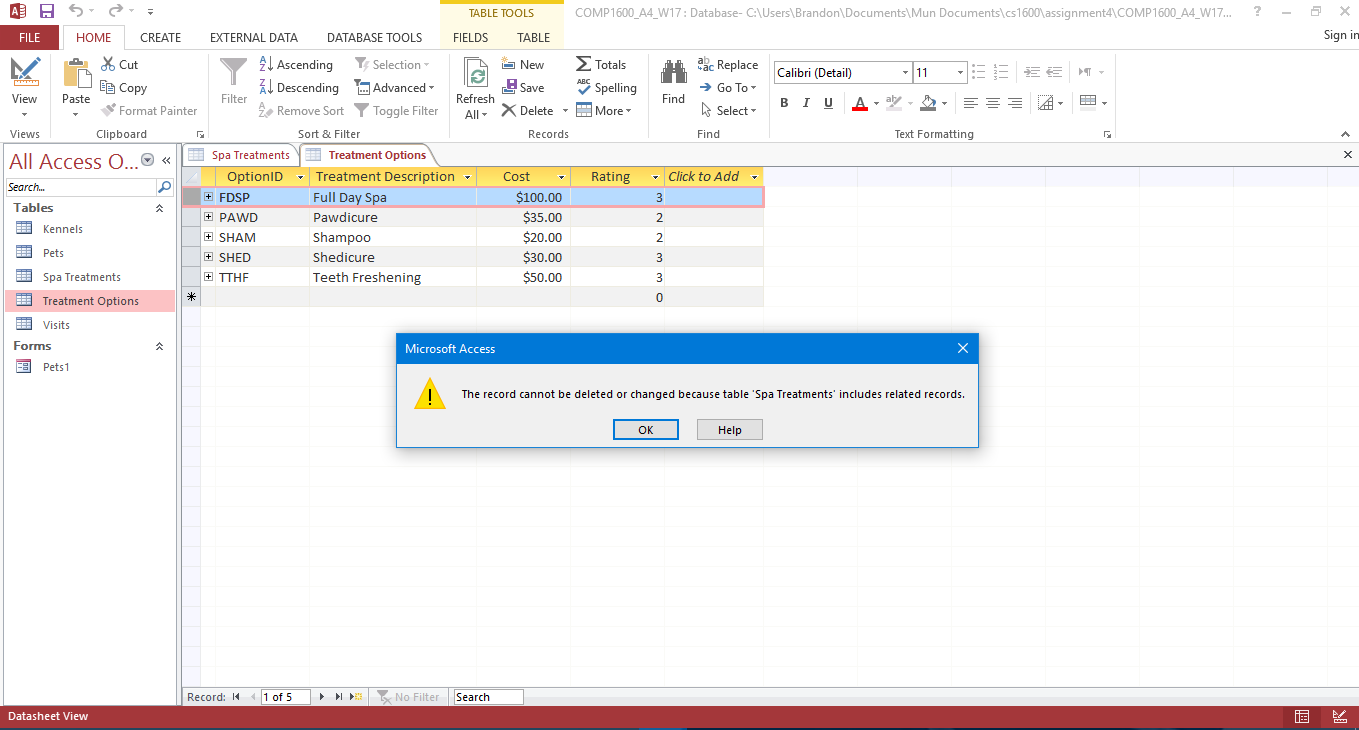 TABLE TOOLS
COMP1600_A4_W17 : Database- C:\Users\Brandon\Documents\Mun Documents\cs1600\assignment4\COMP1600_A4_W17...
?
FILE HOME CREATE EXTERNAL DATA DATABASE TOOLS FIELDS TABLE
Sign in
View
Views
Paste
Cut
Copy
Format Painter
Clipboard
Filter
Ascending
Descending
Remove Sort
Selection
Advanced
Toggle Filter
Sort & Filter
Refresh
All
New
Save
Delete
Totals
Spelling
More
Records
Find
Replace
Go To
Select
Find
Calibri (Detail) 11
B I U A
Text Formatting
All Access O...
Search...
Tables
Kennels
Pets
Spa Treatments
Treatment Options
Visits
Forms
Pets1
Spa Treatments Treatment Options
OptionID Treatment Description Cost Rating Click to Add
FDSP Full Day Spa $100.00 3
PAWD Pawdicure $35.00 2
SHAM Shampoo $20.00 2
SHED Shedicure $30.00 3
TTHF Teeth Freshening $50.00 3
0
Microsoft Access
The record cannot be deleted or changed because table 'Spa Treatments' includes related records.
OK Help
Record: 1 of 5 No Filter Search
Datasheet View